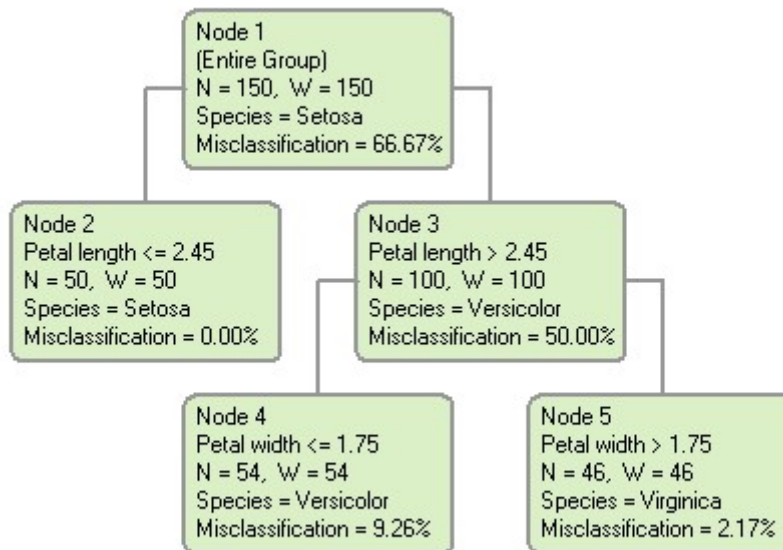 Node 1
(Entire Group)
N = 150, W = 150
Species = Setosa
Misclassification = 66.67%
Node 2
Petal length <= 2.45
N = 50, W = 50
Species = Setosa
Misclassification = 0.00%
Node 3
Petal length > 2.45
N = 100, W = 100
Species = Versicolor
Misclassification = 50.00%
Node 4
Petal width <= 1.75
N = 54, W = 54
Species = Versicolor
Misclassification = 9.26%
Node 5
Petal width > 1.75
N = 46, W = 46
Species = Virginica
Misclassification = 2.17%